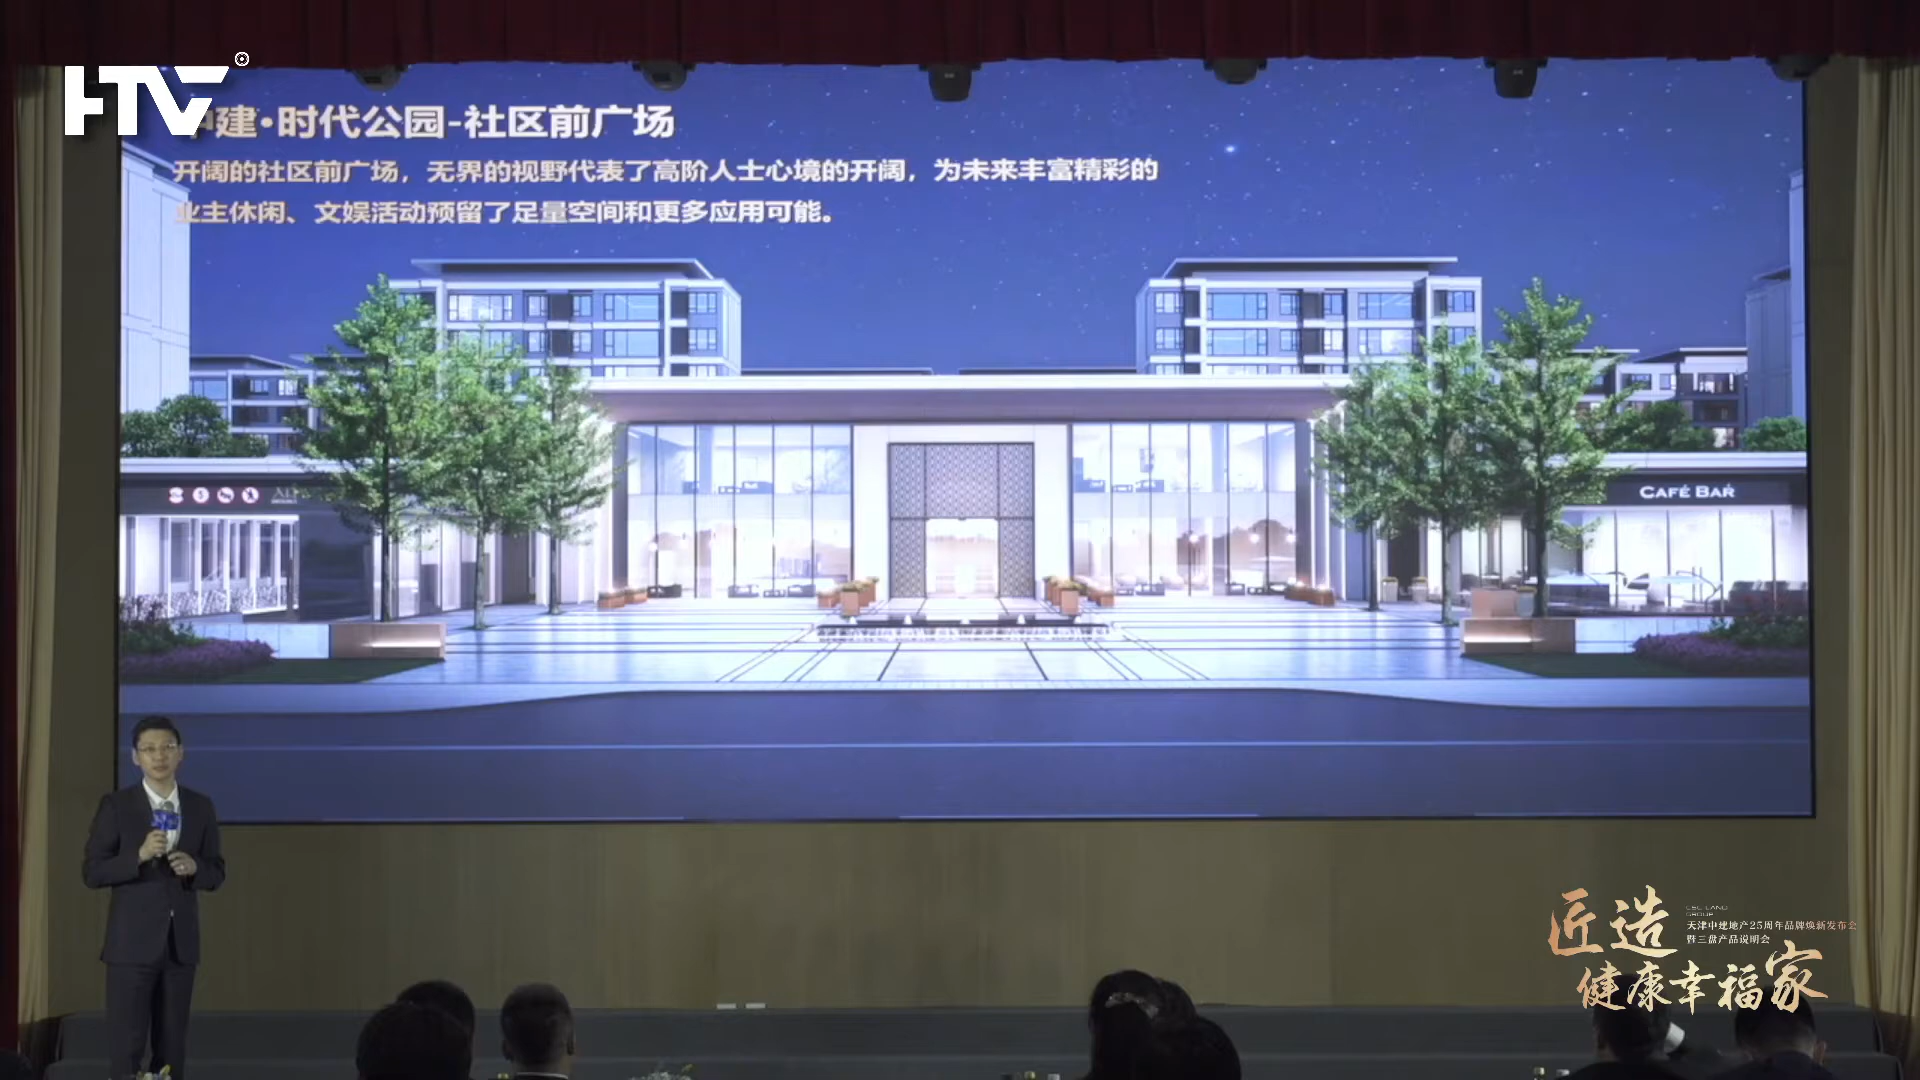 HTV
中建·时代公园-社区前广场
开阔的社区前广场，无界的视野代表了高阶人士心境的开阔，为未来丰富精彩的
业主休闲、文娱活动预留了足量空间和更多应用可能。
CAFÉ BAR
匠造
CSC LAND
GROUP
天津中建地产25周年品牌焕新发布会
暨三盘产品说明会
健康幸福家